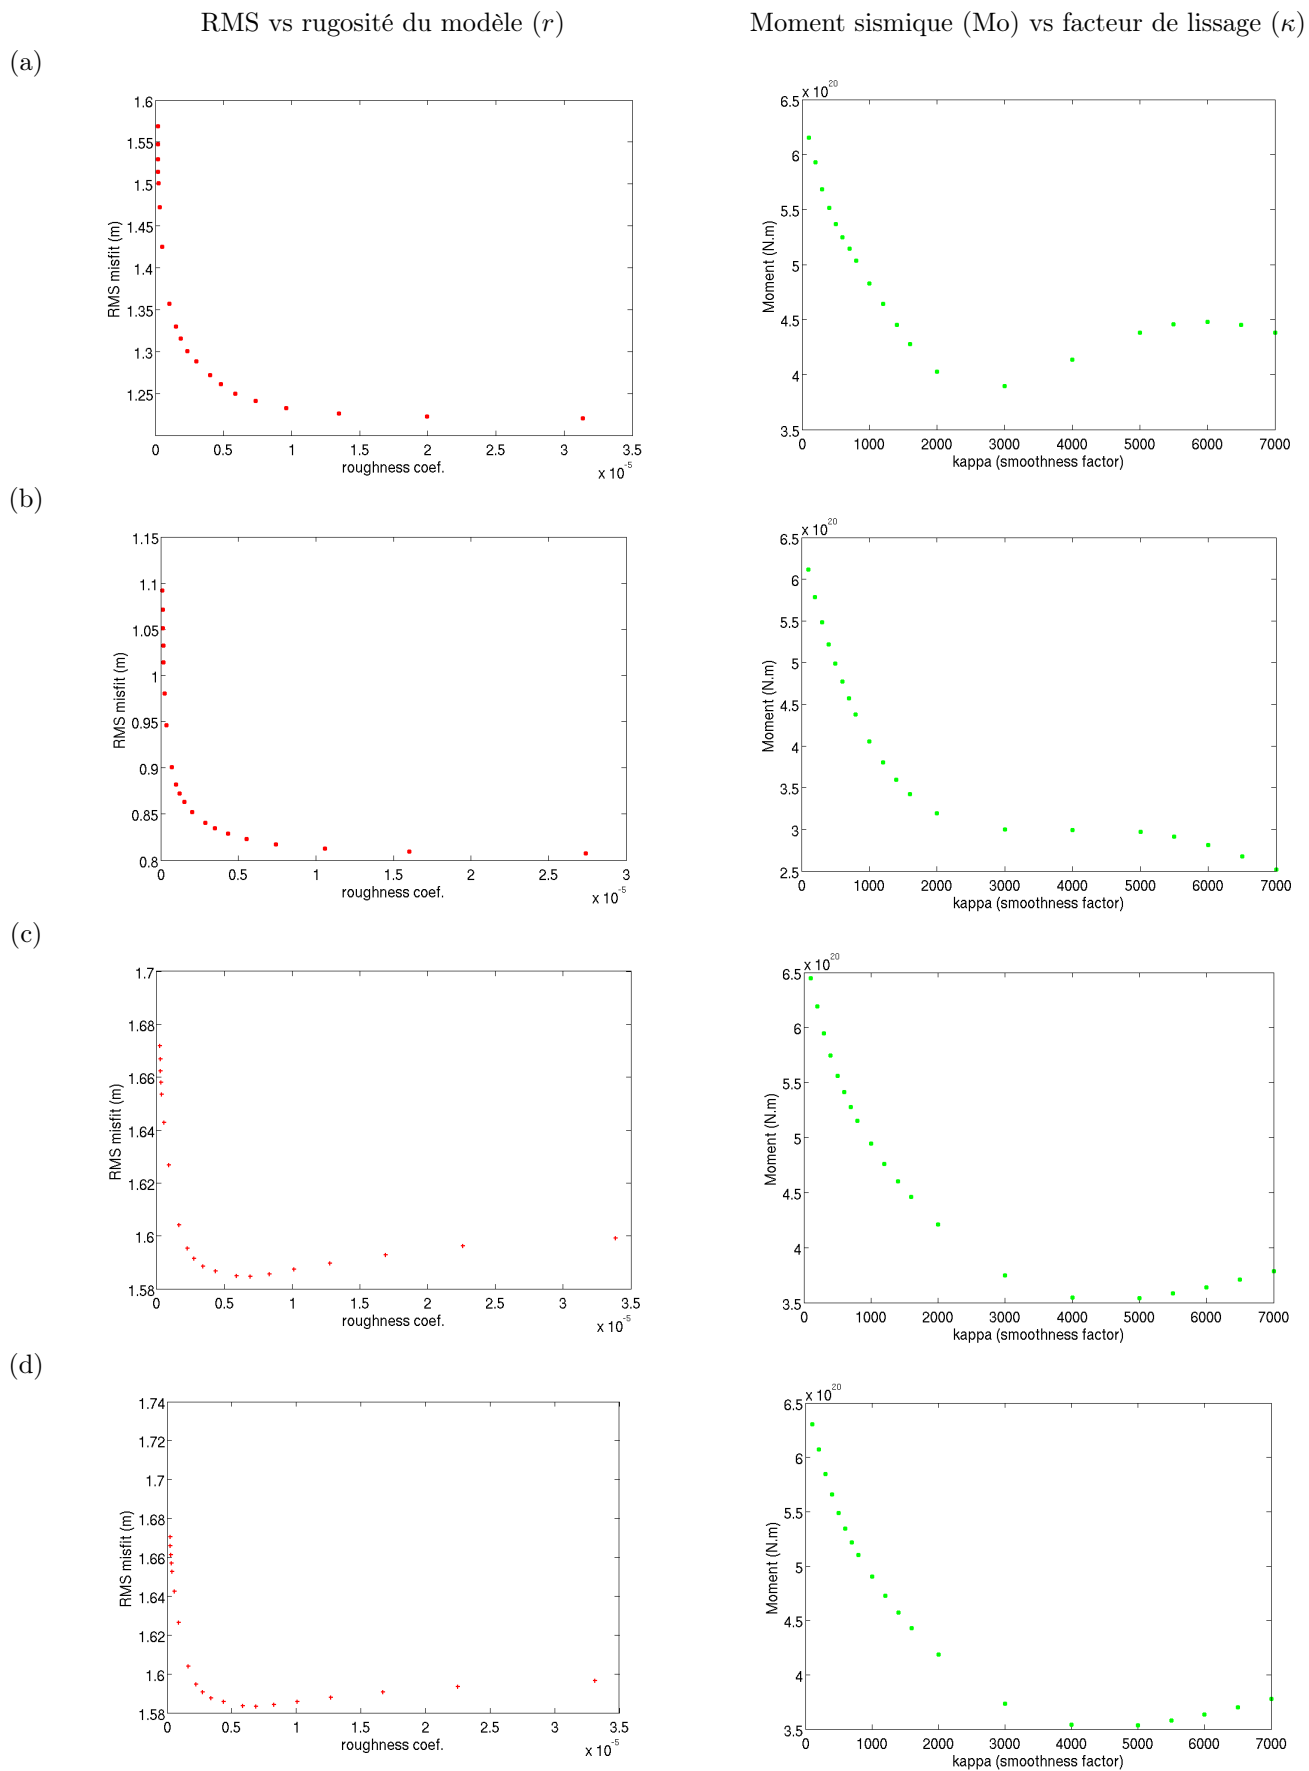 RMS vs rugosité du modèle (r)
Moment sismique (Mo) vs facteur de lissage (κ)
(a)
1.6
1.55
1.5
1.45
1.4
1.35
1.3
1.25
RMS misfit (m)
0 0.5 1 1.5 2 2.5 3 3.5
roughness coef.
x 10^-5
x 10^20
6.5
6
5.5
5
4.5
4
3.5
Moment (N.m)
0 1000 2000 3000 4000 5000 6000 7000
kappa (smoothness factor)
(b)
1.15
1.1
1.05
1
0.95
0.9
0.85
0.8
RMS misfit (m)
0 0.5 1 1.5 2 2.5 3
roughness coef.
x 10^-5
x 10^20
6.5
6
5.5
5
4.5
4
3.5
3
2.5
Moment (N.m)
0 1000 2000 3000 4000 5000 6000 7000
kappa (smoothness factor)
(c)
1.7
1.68
1.66
1.64
1.62
1.6
1.58
RMS misfit (m)
0 0.5 1 1.5 2 2.5 3 3.5
roughness coef.
x 10^-5
x 10^20
6.5
6
5.5
5
4.5
4
3.5
Moment (N.m)
0 1000 2000 3000 4000 5000 6000 7000
kappa (smoothness factor)
(d)
1.74
1.72
1.7
1.68
1.66
1.64
1.62
1.6
1.58
RMS misfit (m)
0 0.5 1 1.5 2 2.5 3 3.5
roughness coef.
x 10^-5
x 10^20
6.5
6
5.5
5
4.5
4
3.5
Moment (N.m)
0 1000 2000 3000 4000 5000 6000 7000
kappa (smoothness factor)